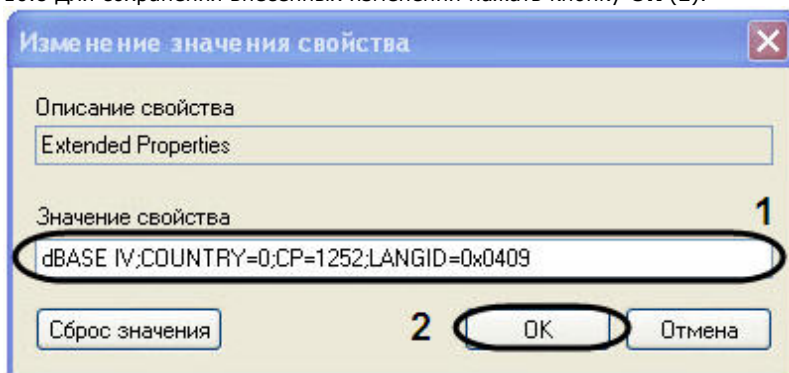 для сохранения внесенных изменений нажать кнопку ОК (2).
Изменение значения свойства
Описание свойства
Extended Properties
Значение свойства
1
dBASE IV;COUNTRY=0;CP=1252;LANGID=0x0409
Сброс значения 2 OK Отмена